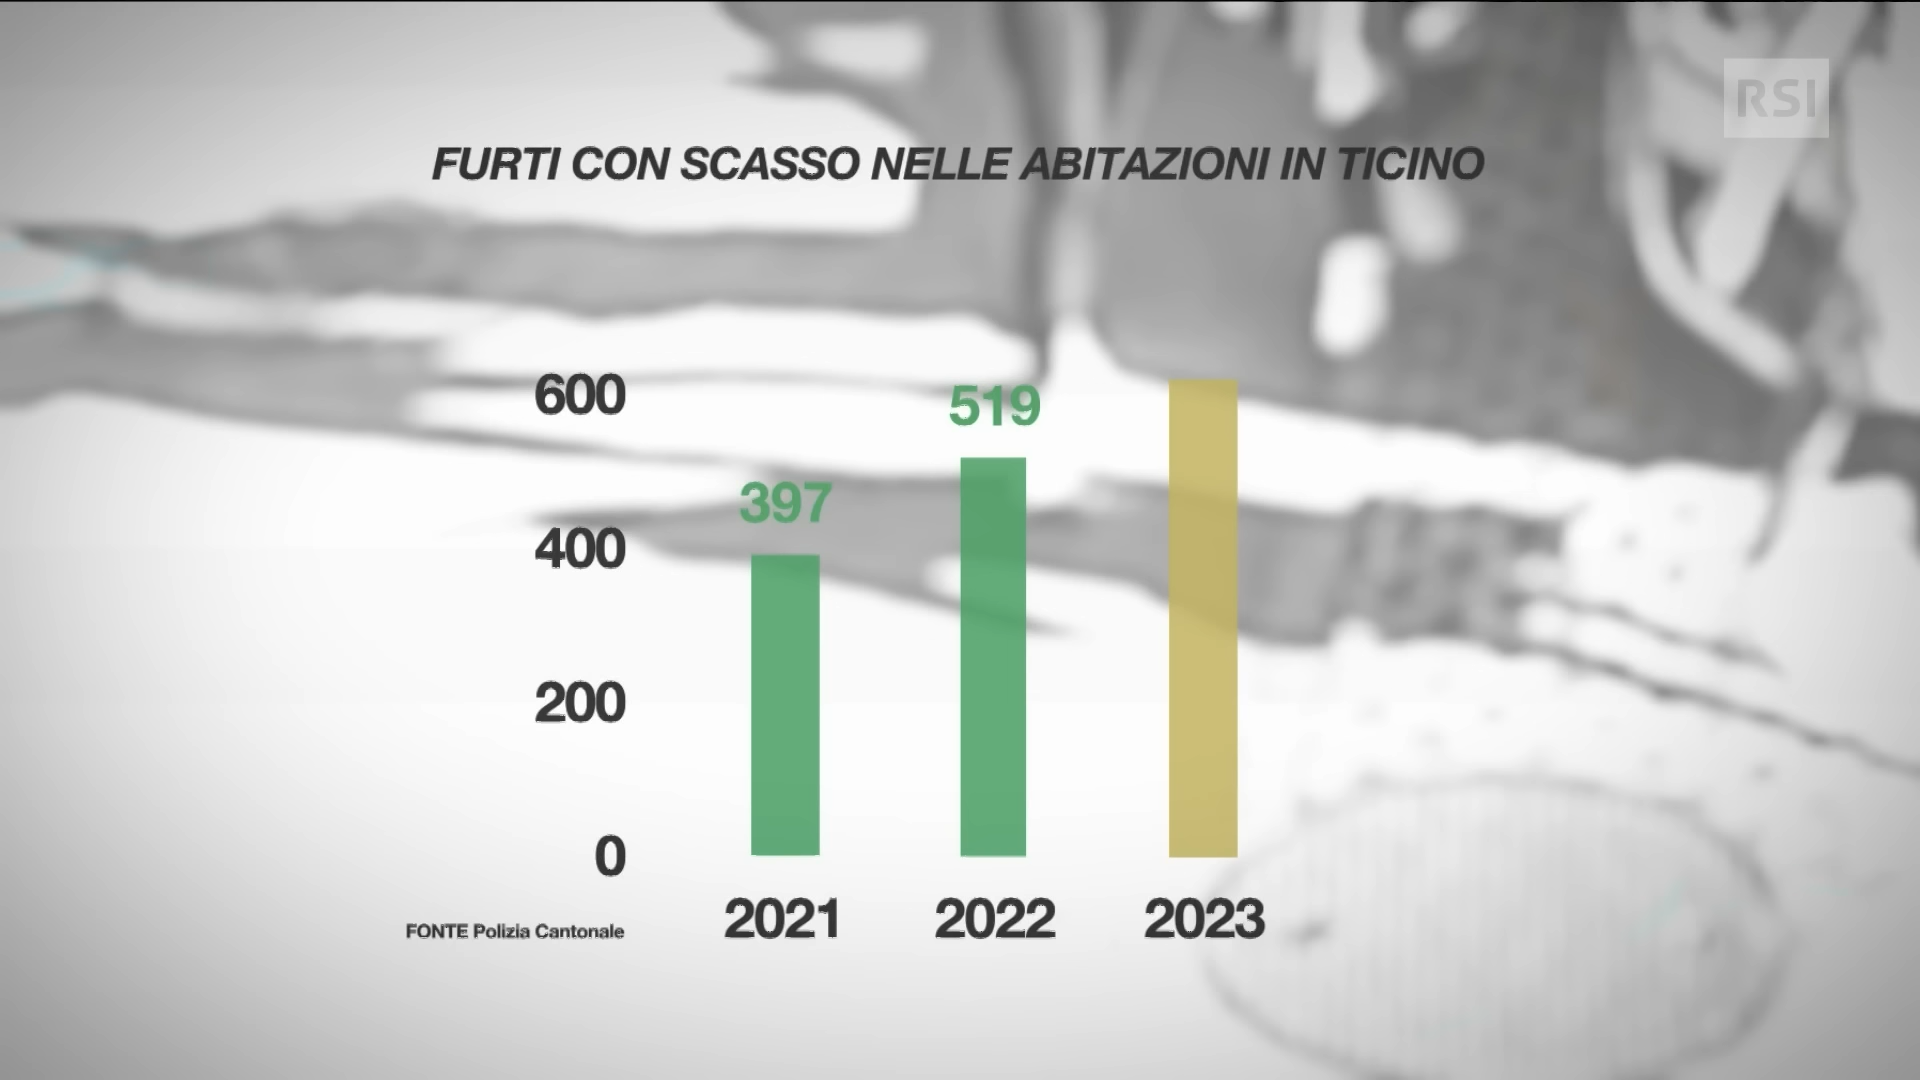 RSI
FURTI CON SCASSO NELLE ABITAZIONI IN TICINO
600
519
397
400
200
0
2021 2022 2023
FONTE Polizia Cantonale